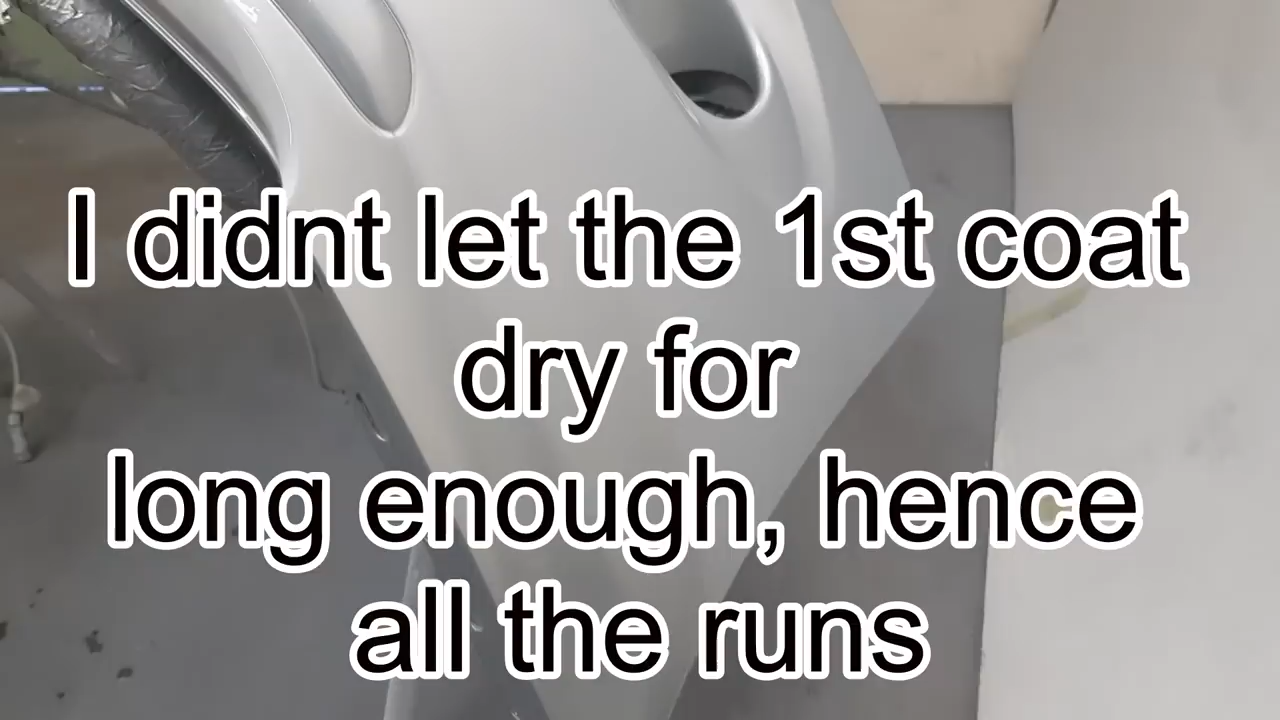 I didnt let the 1st coat
dry for
long enough, hence
all the runs